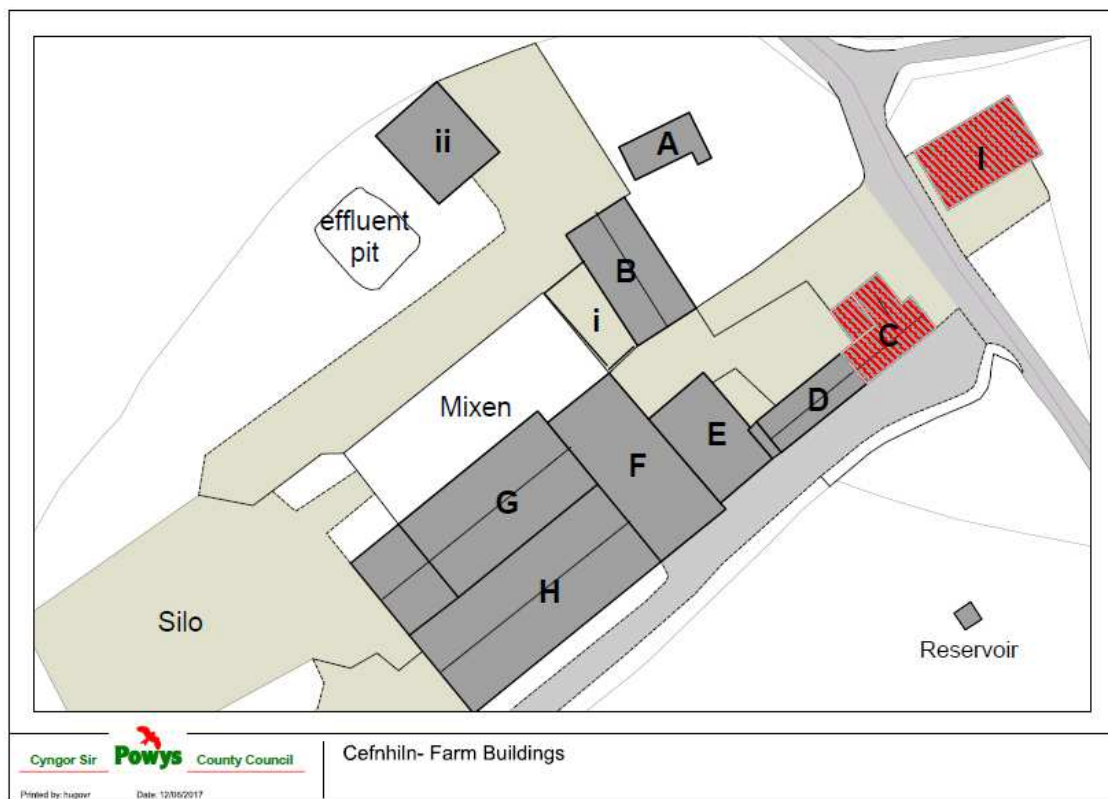 ii
A
I
effluent
pit
B
i
C
Mixen
D
E
F
G
H
Silo
Reservoir
Cyngor Sir Powys County Council
Cefnhiln- Farm Buildings
Printed by: hugovr Date: 12/06/2017